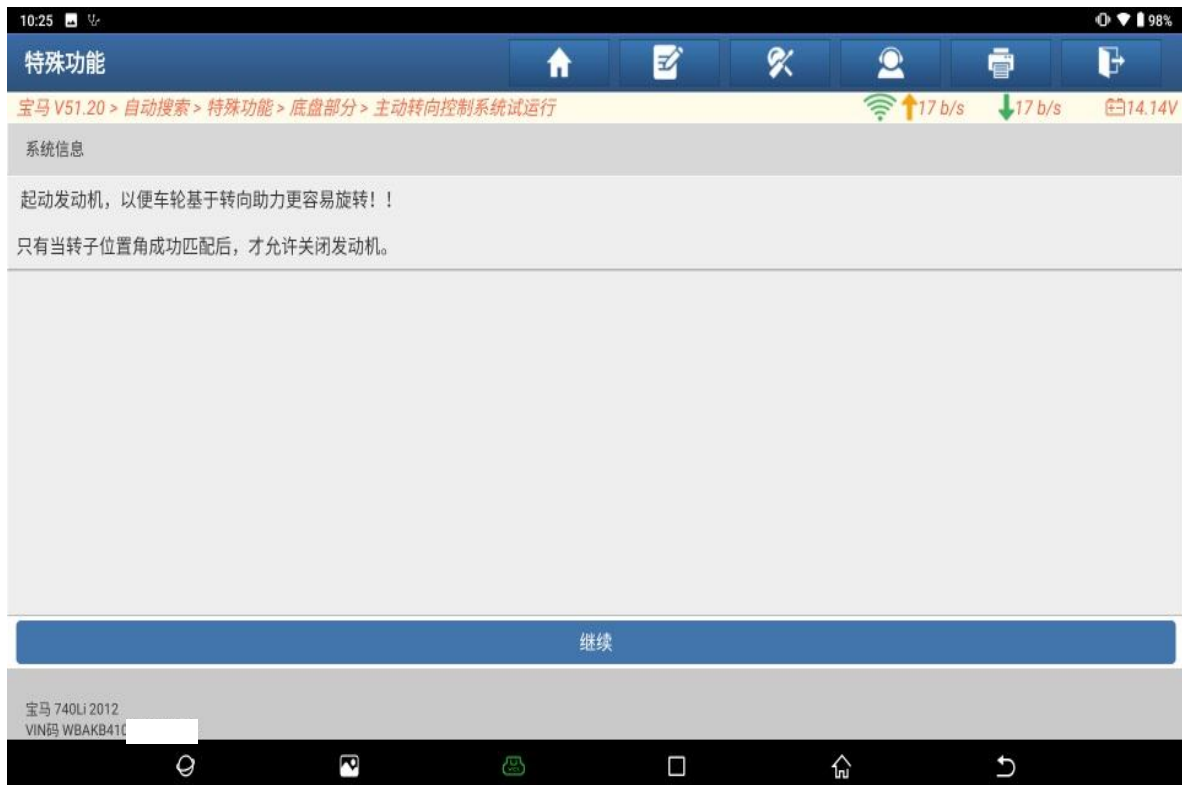 10:25 98%
特殊功能
宝马 V51.20 > 自动搜索 > 特殊功能 > 底盘部分 > 主动转向控制系统试运行 17 b/s 17 b/s 14.14V
系统信息
起动发动机，以便车轮基于转向助力更容易旋转！！
只有当转子位置角成功匹配后，才允许关闭发动机。
继续
宝马 740Li 2012
VIN码 WBAKB410